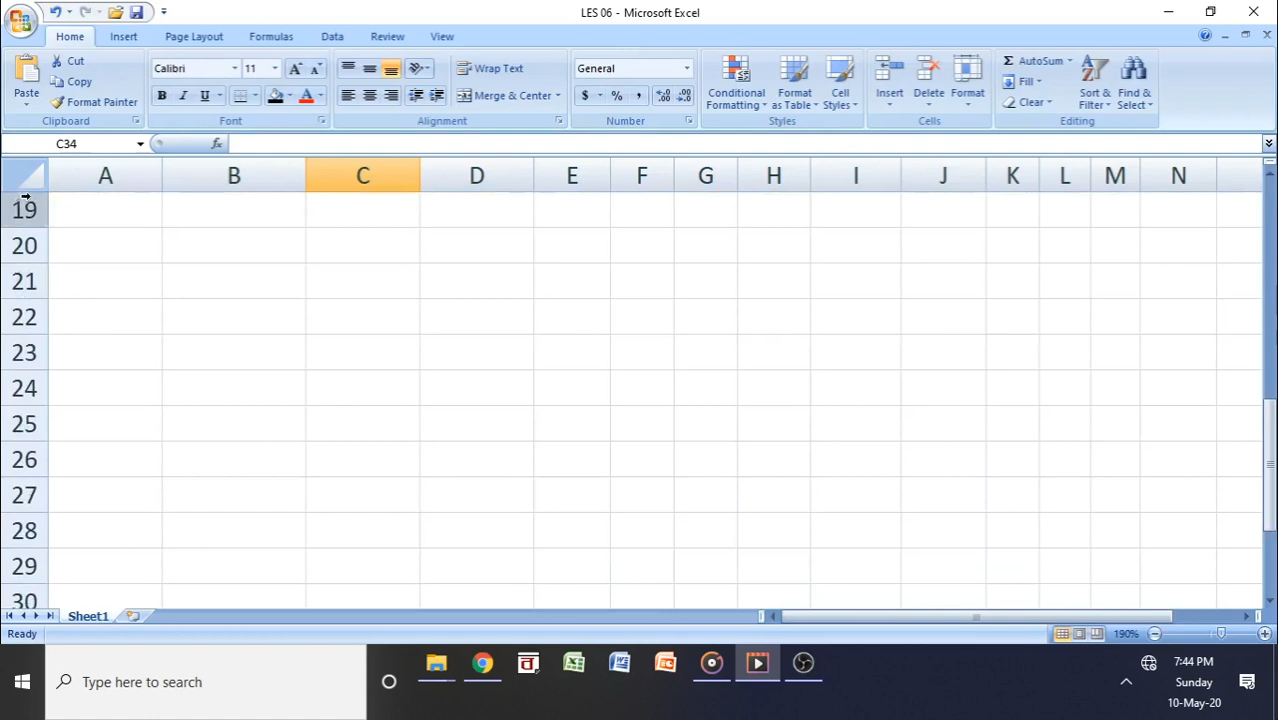 LES 06 - Microsoft Excel
Home Insert Page Layout Formulas Data Review View
Paste Cut Copy Format Painter Clipboard
Calibri 11 B I U A Font
Wrap Text Merge & Center Alignment
General $ % , Number
Conditional Formatting Format as Table Cell Styles Styles
Insert Delete Format Cells
Σ AutoSum Fill Clear Sort & Filter Find & Select Editing
C34 fx
A B C D E F G H I J K L M N
19
20
21
22
23
24
25
26
27
28
29
30
Sheet1
Ready 190%
Type here to search
7:44 PM
Sunday
10-May-20